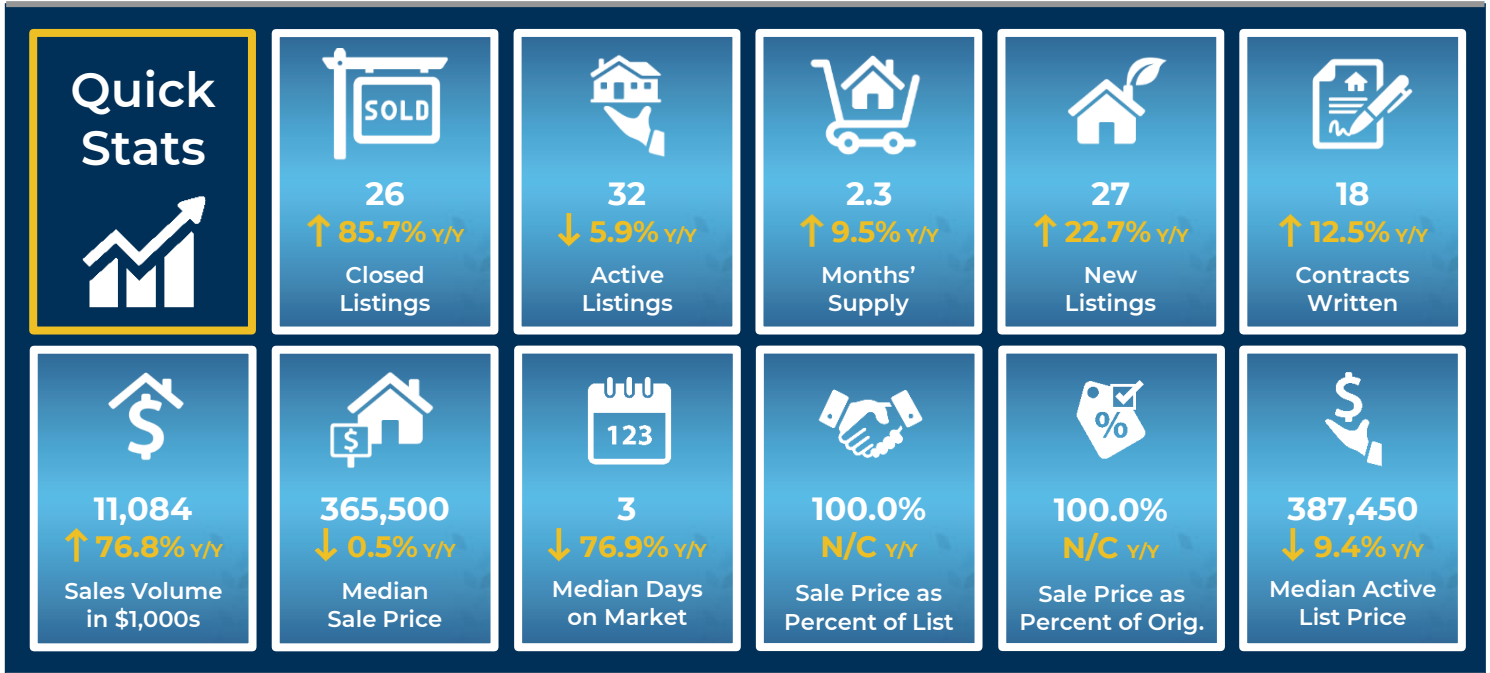 Quick
Stats
SOLD
26
↑ 85.7% Y/Y
Closed
Listings
32
↓ 5.9% Y/Y
Active
Listings
2.3
↑ 9.5% Y/Y
Months’
Supply
27
↑ 22.7% Y/Y
New
Listings
18
↑ 12.5% Y/Y
Contracts
Written
$
11,084
↑ 76.8% Y/Y
Sales Volume
in $1,000s
$
365,500
↓ 0.5% Y/Y
Median
Sale Price
123
3
↓ 76.9% Y/Y
Median Days
on Market
100.0%
N/C Y/Y
Sale Price as
Percent of List
%
100.0%
N/C Y/Y
Sale Price as
Percent of Orig.
$
387,450
↓ 9.4% Y/Y
Median Active
List Price